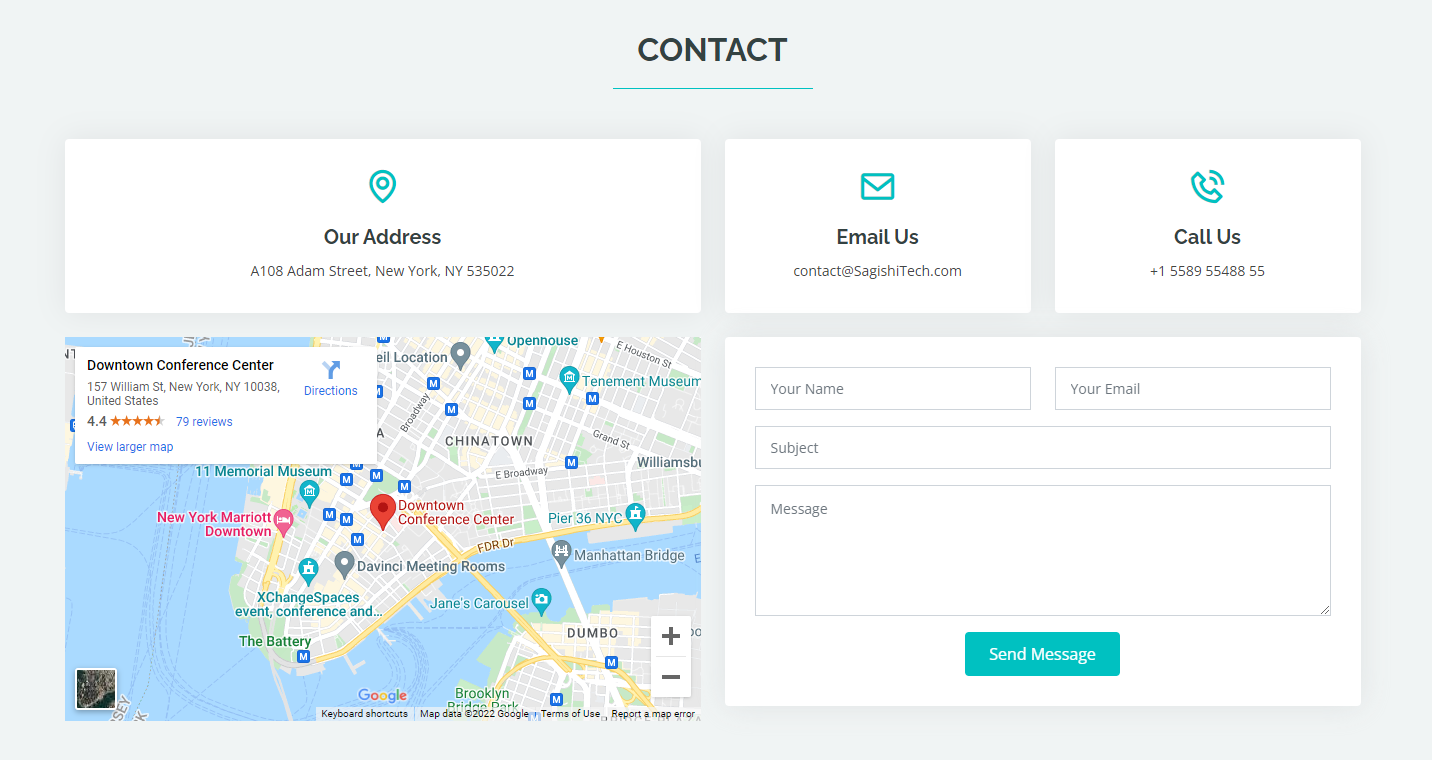 CONTACT
Our Address
A108 Adam Street, New York, NY 535022
Email Us
contact@SagishiTech.com
Call Us
+1 5589 55488 55
Downtown Conference Center
157 William St, New York, NY 10038,
United States
4.4
79 reviews
View larger map
Directions
eil Location
Openhouse
E Houston St
Tenement Museum
Broadway
CHINATOWN
Grand St
E Broadway
Williamsbu
11 Memorial Museum
New York Marriott
Downtown
Downtown
Conference Center
Pier 36 NYC
FDR Dr
Manhattan Bridge
Davinci Meeting Rooms
XChangeSpaces
event, conference and...
Jane's Carousel
The Battery
DUMBO
Brooklyn
Bridge Park
Google
Keyboard shortcuts
Map data ©2022 Google
Terms of Use
Report a map error
Your Name
Your Email
Subject
Message
Send Message